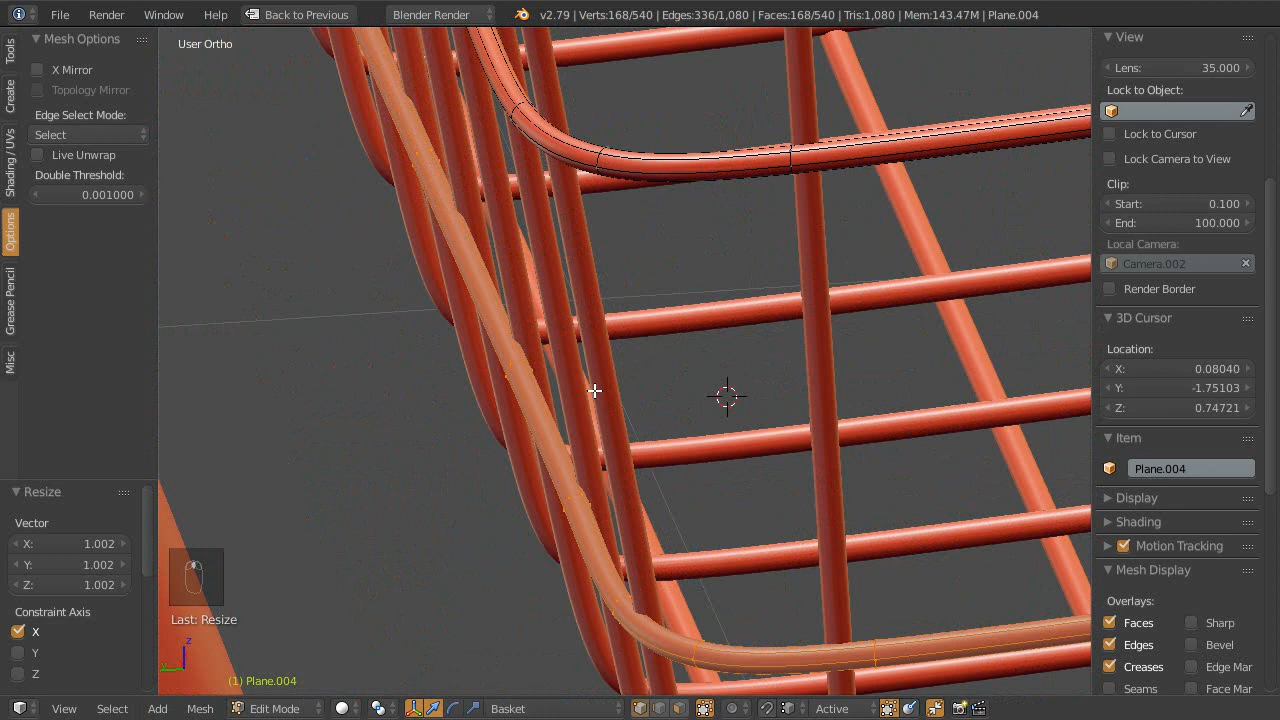 File Render Window Help Back to Previous Blender Render v2.79 | Verts:168/540 | Edges:336/1,080 | Faces:168/540 | Tris:1,080 | Mem:143.47M | Plane.004
Tools
Create
Shading / UVs
Options
Grease Pencil
Misc
Mesh Options
X Mirror
Topology Mirror
Edge Select Mode:
Select
Live Unwrap
Double Threshold:
0.001000
Resize
Vector
X: 1.002
Y: 1.002
Z: 1.002
Constraint Axis
X
Y
Z
User Ortho
Last: Resize
z
y
(1) Plane.004
View
Lens: 35.000
Lock to Object:
Lock to Cursor
Lock Camera to View
Clip:
Start: 0.100
End: 100.000
Local Camera:
Camera.002
Render Border
3D Cursor
Location:
X: 0.08040
Y: -1.75103
Z: 0.74721
Item
Plane.004
Display
Shading
Motion Tracking
Mesh Display
Overlays:
Faces Sharp
Edges Bevel
Creases Edge Mar
Seams Face Mar
View Select Add Mesh Edit Mode Basket Active